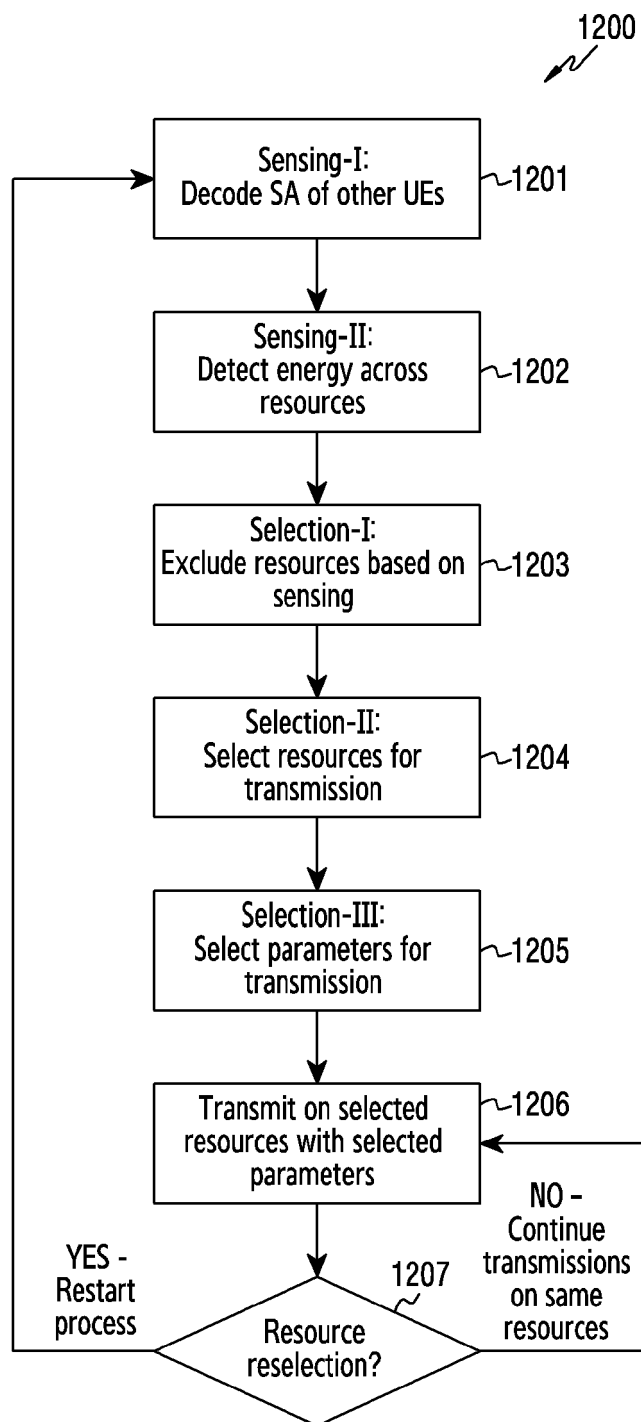 1200
Sensing-I:
Decode SA of other UEs
1201
Sensing-II:
Detect energy across
resources
1202
Selection-I:
Exclude resources based on
sensing
1203
Selection-II:
Select resources for
transmission
1204
Selection-III:
Select parameters for
transmission
1205
Transmit on selected
resources with selected
parameters
1206
YES -
Restart
process
1207
Resource
reselection?
NO –
Continue
transmissions
on same
resources